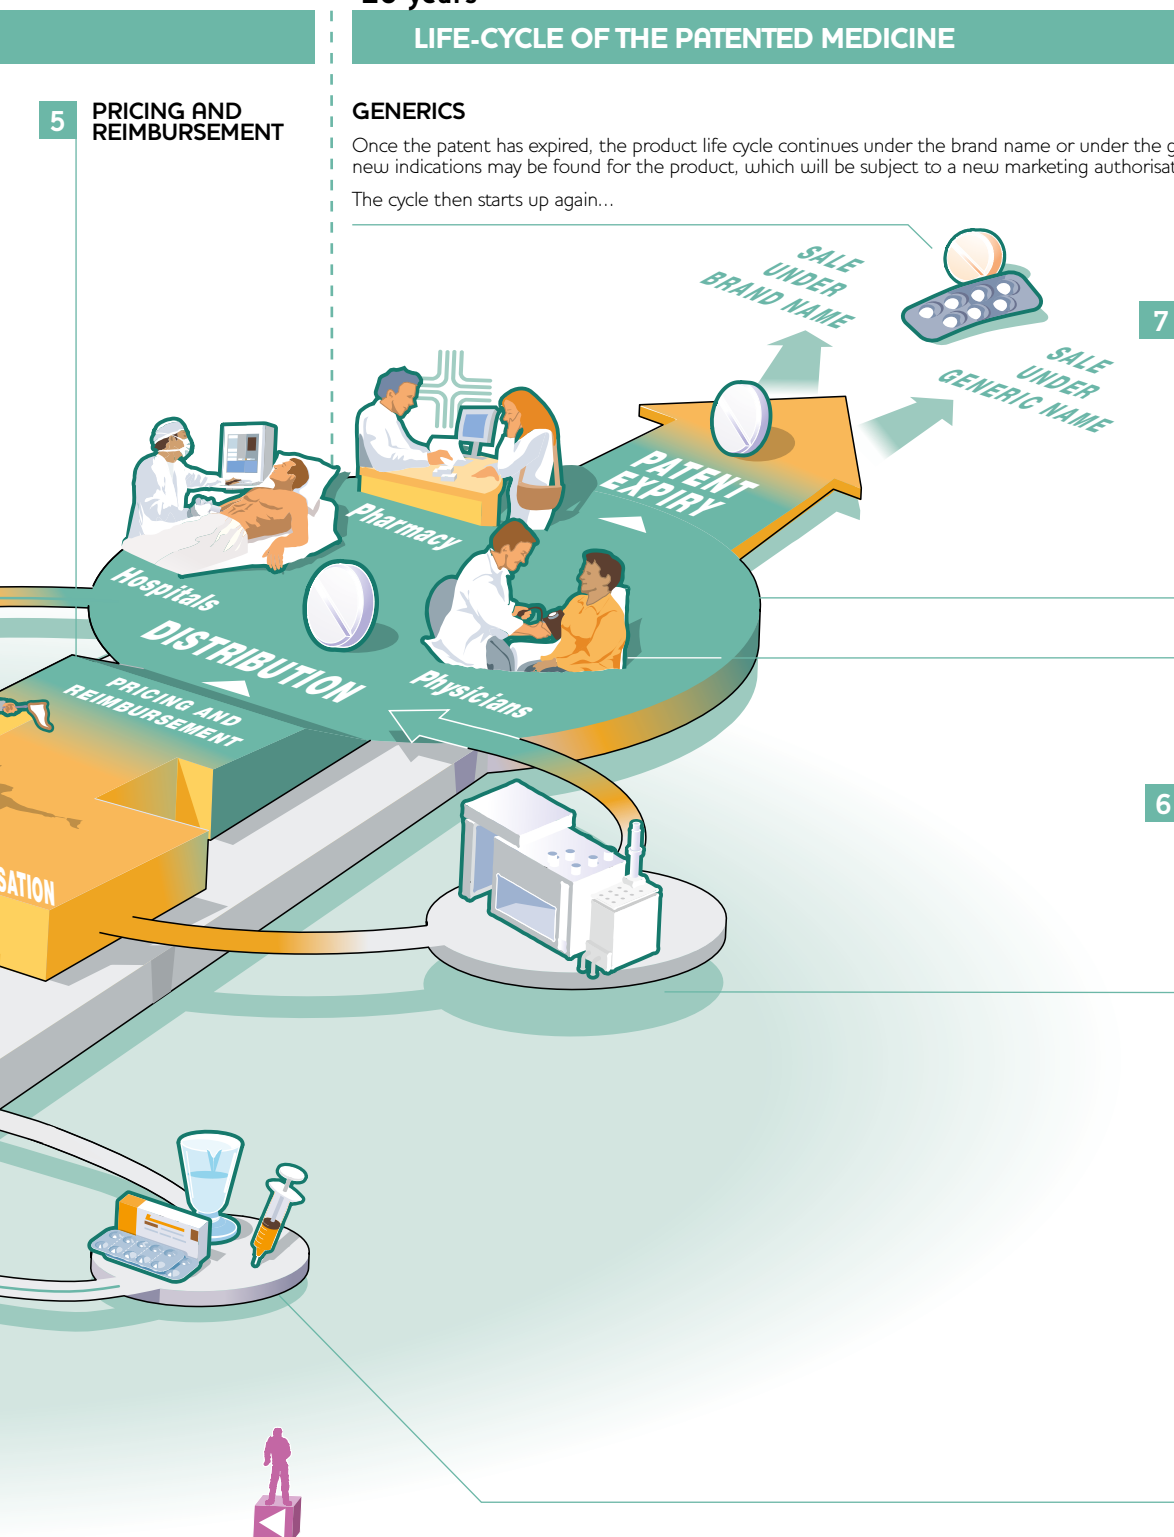 20 years
LIFE-CYCLE OF THE PATENTED MEDICINE
5
PRICING AND
REIMBURSEMENT
GENERICS
Once the patent has expired, the product life cycle continues under the brand name or under the
new indications may be found for the product, which will be subject to a new marketing
The cycle then starts up again...
SALE
UNDER
BRAND NAME
7
SALE
UNDER
GENERIC NAME
PATENT
EXPIRY
Pharmacy
Hospitals
DISTRIBUTION
Physicians
PRICING AND
REIMBURSEMENT
6
SATION